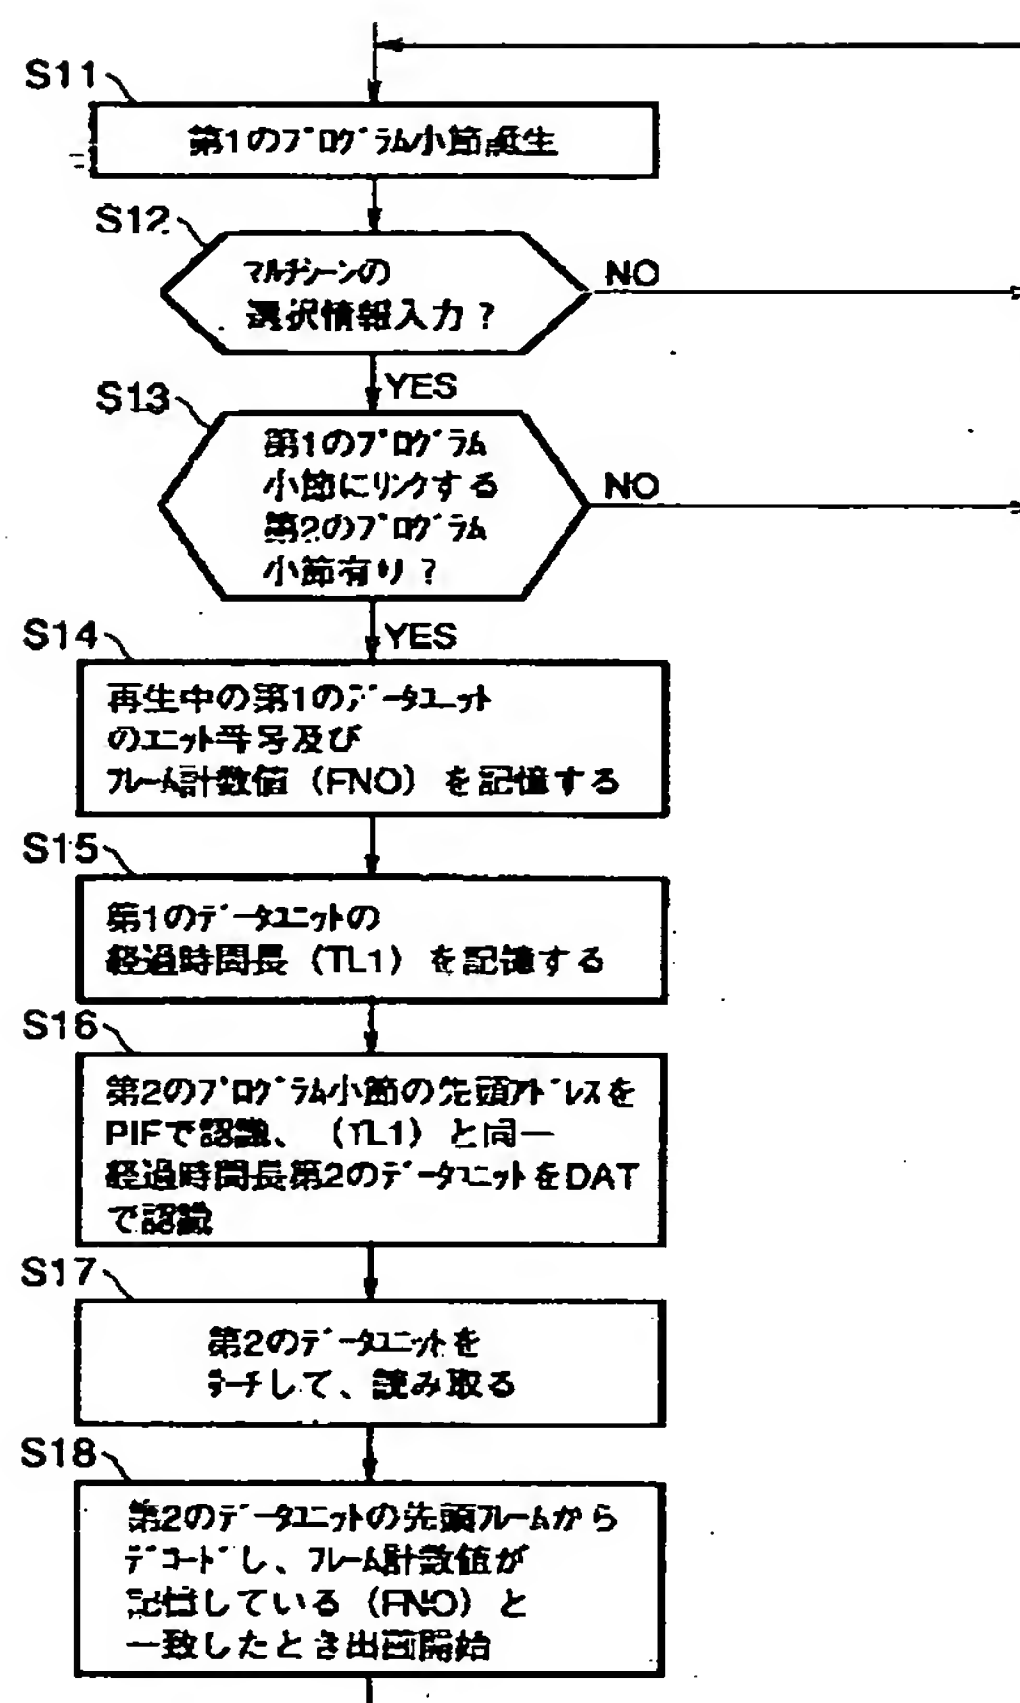 S11
第1のプログラム小節再生
S12
マルチシーンの
選択情報入力？
NO
YES
S13
第1のプログラム
小節にリンクする
第2のプログラム
小節有り？
NO
YES
S14
再生中の第1のデータユニット
のユニット番号及び
フレーム計数値（FNO）を記憶する
S15
第1のデータユニットの
経過時間長（TL1）を記憶する
S16
第2のプログラム小節の先頭アドレスを
PIFで認識、（TL1）と同一
経過時間長第2のデータユニットをDAT
で認識
S17
第2のデータユニットを
サーチして、読み取る
S18
第2のデータユニットの先頭フレームから
デコードし、フレーム計数値が
記憶している（FNO）と
一致したとき出画開始